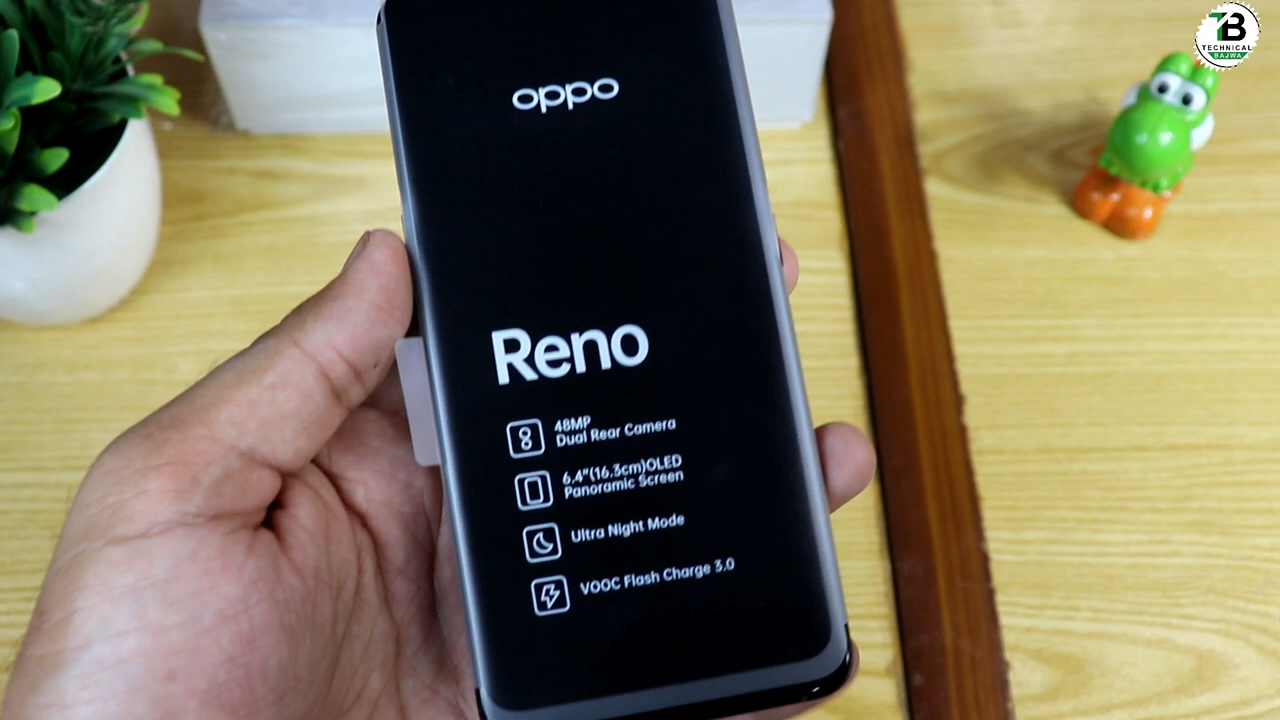 TB
TECHNICAL
BAJWA
oppo
Reno
48MP
Dual Rear Camera
6.4"(16.3cm)OLED
Panoramic Screen
Ultra Night Mode
VOOC Flash Charge 3.0